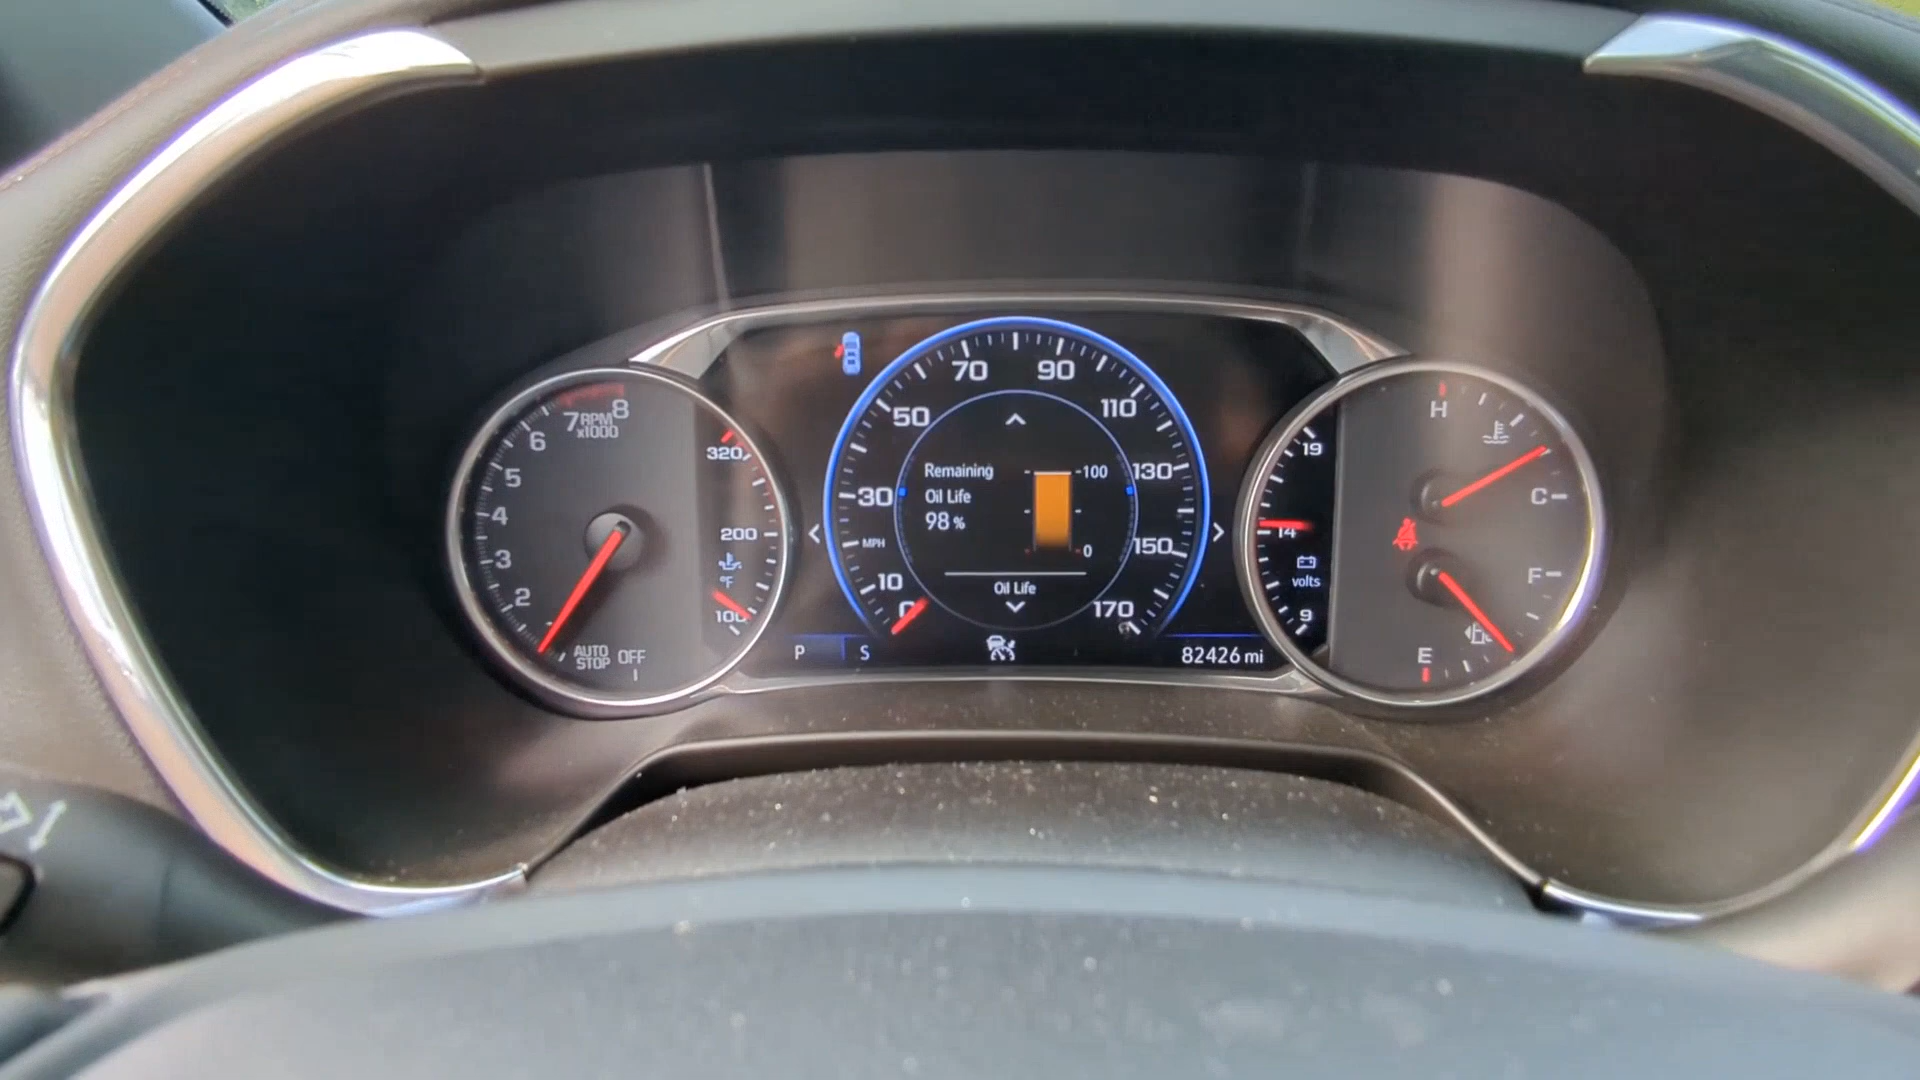 7 RPM 8
x1000
6
5
4
3
2
AUTO STOP OFF
320
200
°F
100
70 90
50 110
30 130
MPH 150
10 170
0
Remaining
Oil Life
98 %
100
0
Oil Life
P S
82426 mi
19
14
volts
9
H
C
F
E